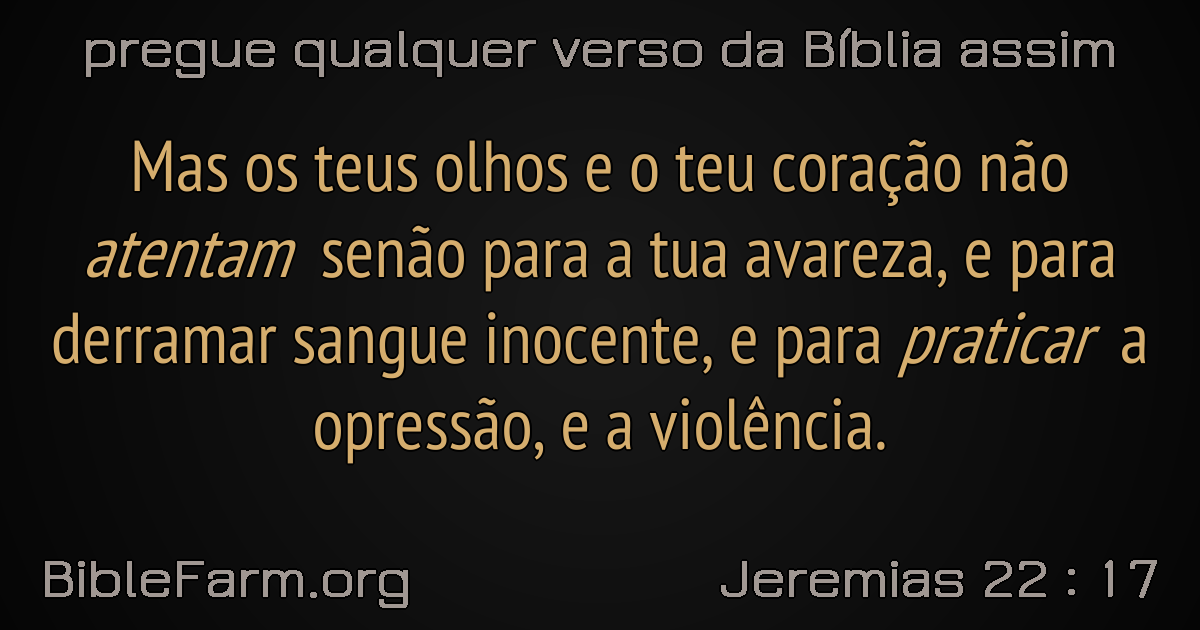 pregue qualquer verso da Bíblia assim
Mas os teus olhos e o teu coração não
atentam senão para a tua avareza, e para
derramar sangue inocente, e para praticar a
opressão, e a violência.
BibleFarm.org
Jeremias 22 : 17